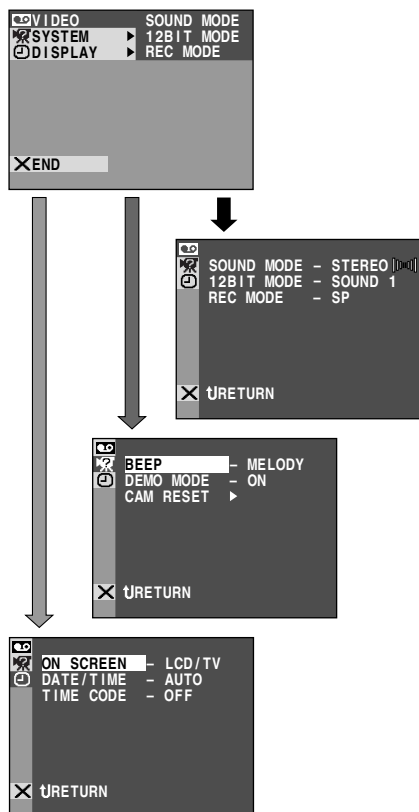 VIDEO SOUND MODE
SYSTEM 12BIT MODE
DISPLAY REC MODE
END
SOUND MODE – STEREO
12BIT MODE – SOUND 1
REC MODE – SP
RETURN
BEEP – MELODY
DEMO MODE – ON
CAM RESET
RETURN
ON SCREEN – LCD/TV
DATE/TIME – AUTO
TIME CODE – OFF
RETURN